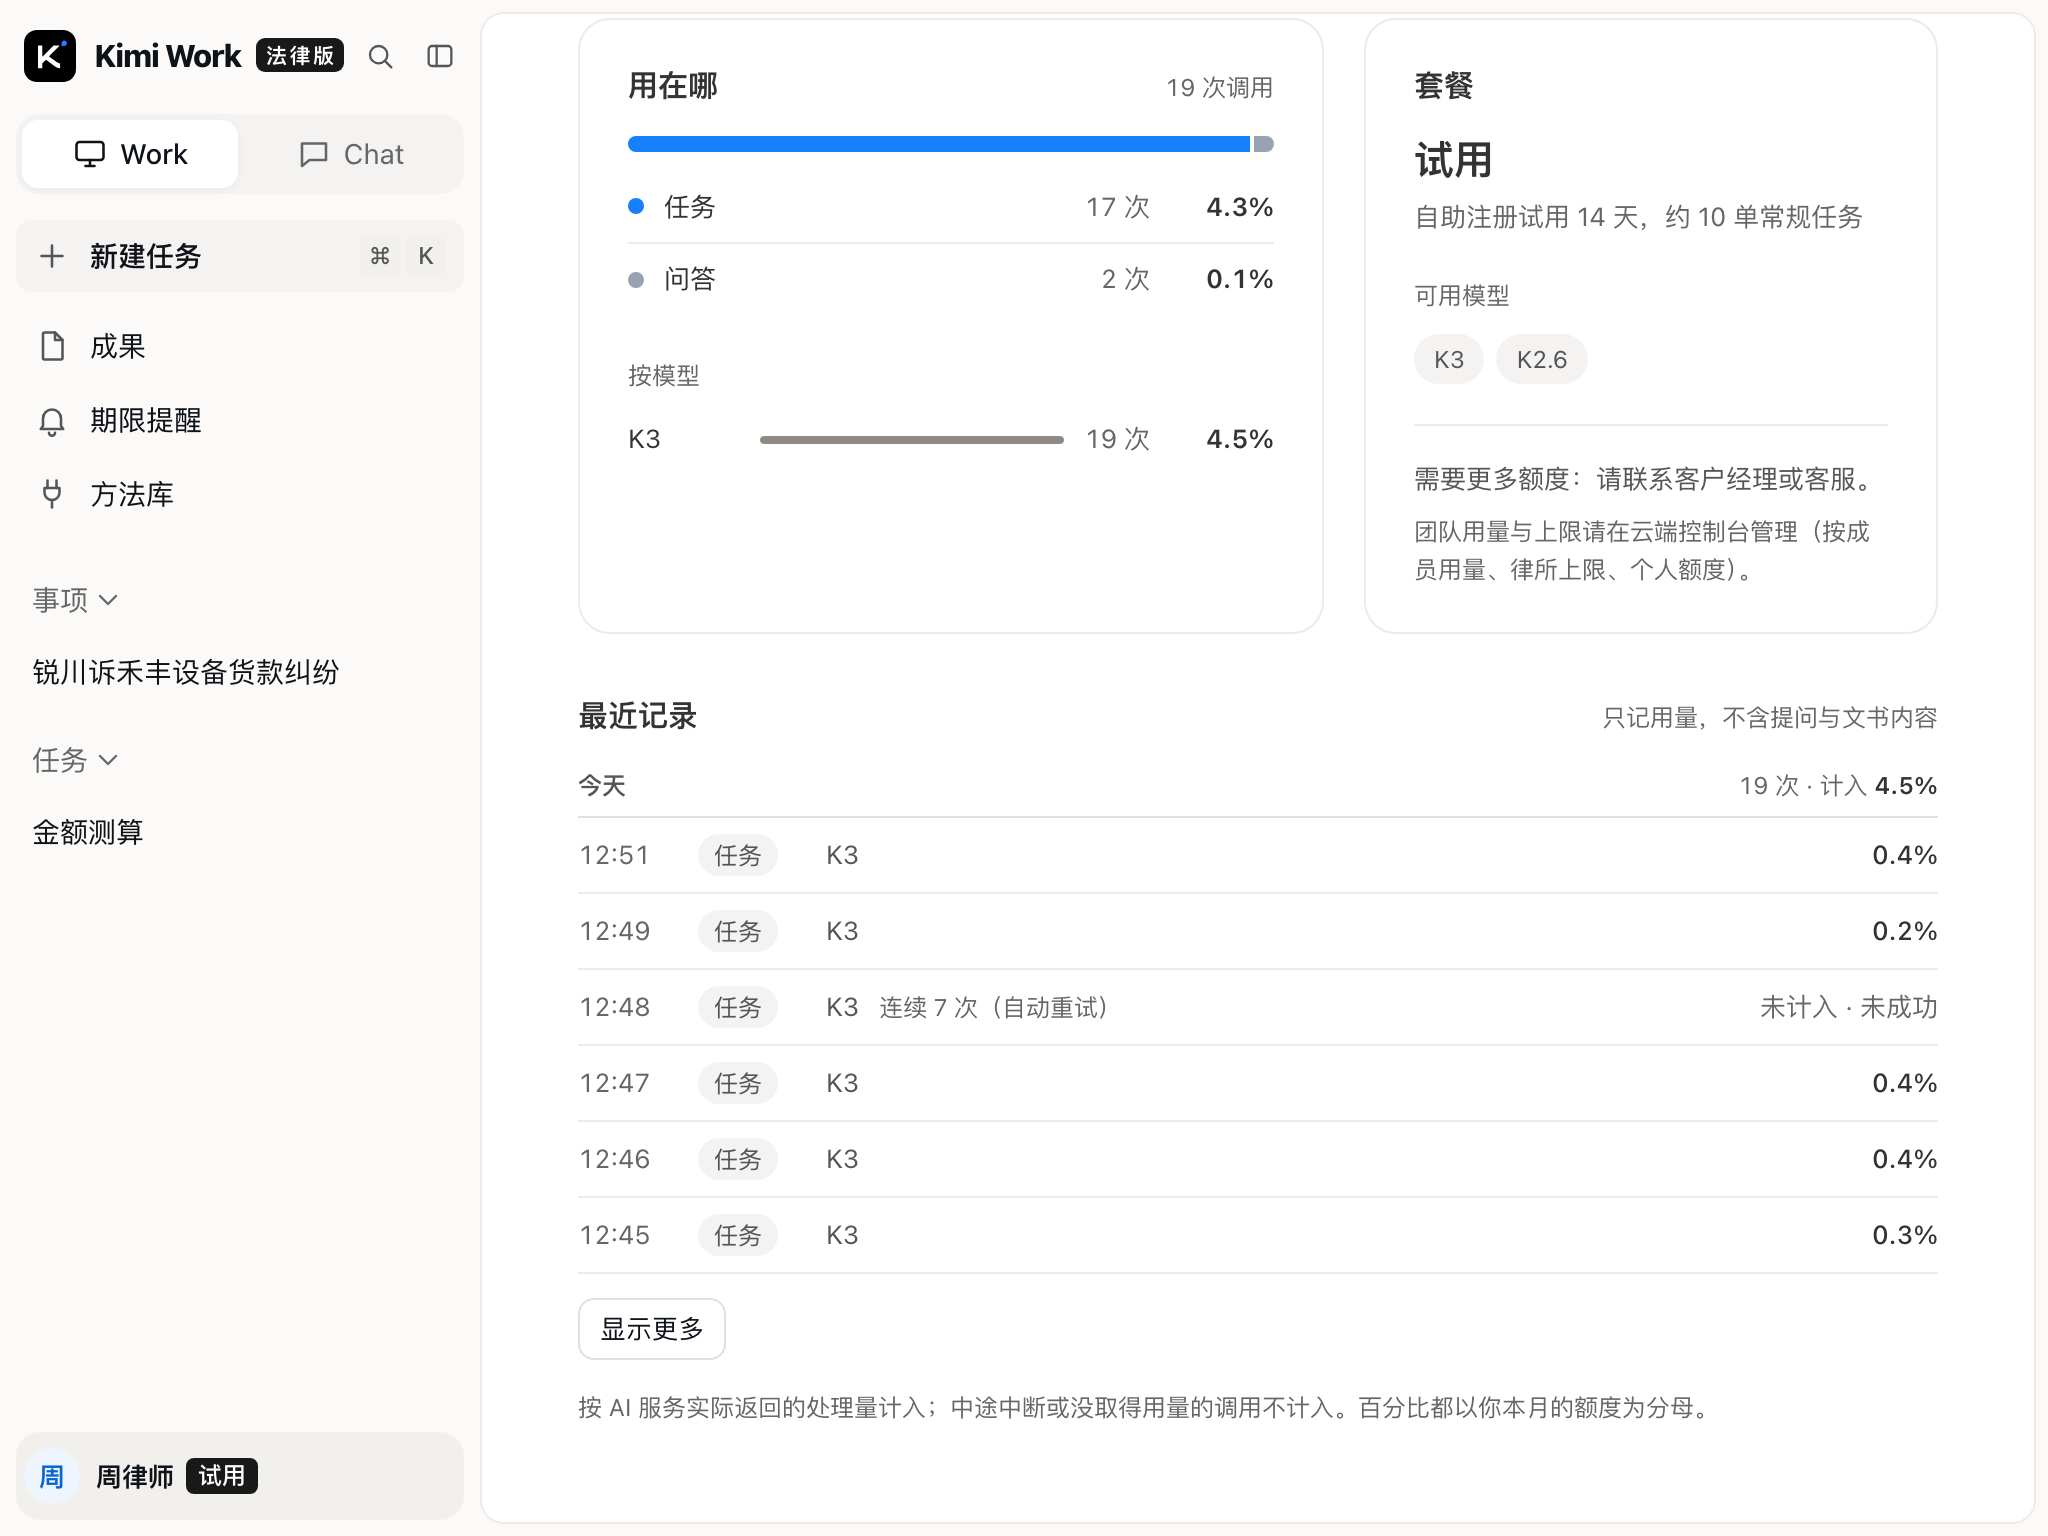 Kimi Work 法律版
Work
Chat
新建任务 ⌘ K
成果
期限提醒
方法库
事项
锐川诉禾丰设备货款纠纷
任务
金额测算
周 周律师 试用
用在哪 19 次调用
任务 17 次 4.3%
问答 2 次 0.1%
按模型
K3 19 次 4.5%
套餐
试用
自助注册试用 14 天，约 10 单常规任务
可用模型
K3 K2.6
需要更多额度：请联系客户经理或客服。
团队用量与上限请在云端控制台管理（按成
员用量、律所上限、个人额度）。
最近记录 只记用量，不含提问与文书内容
今天 19 次 · 计入 4.5%
12:51 任务 K3 0.4%
12:49 任务 K3 0.2%
12:48 任务 K3 连续 7 次（自动重试） 未计入 · 未成功
12:47 任务 K3 0.4%
12:46 任务 K3 0.4%
12:45 任务 K3 0.3%
显示更多
按 AI 服务实际返回的处理量计入；中途中断或没取得用量的调用不计入。百分比都以你本月的额度为分母。